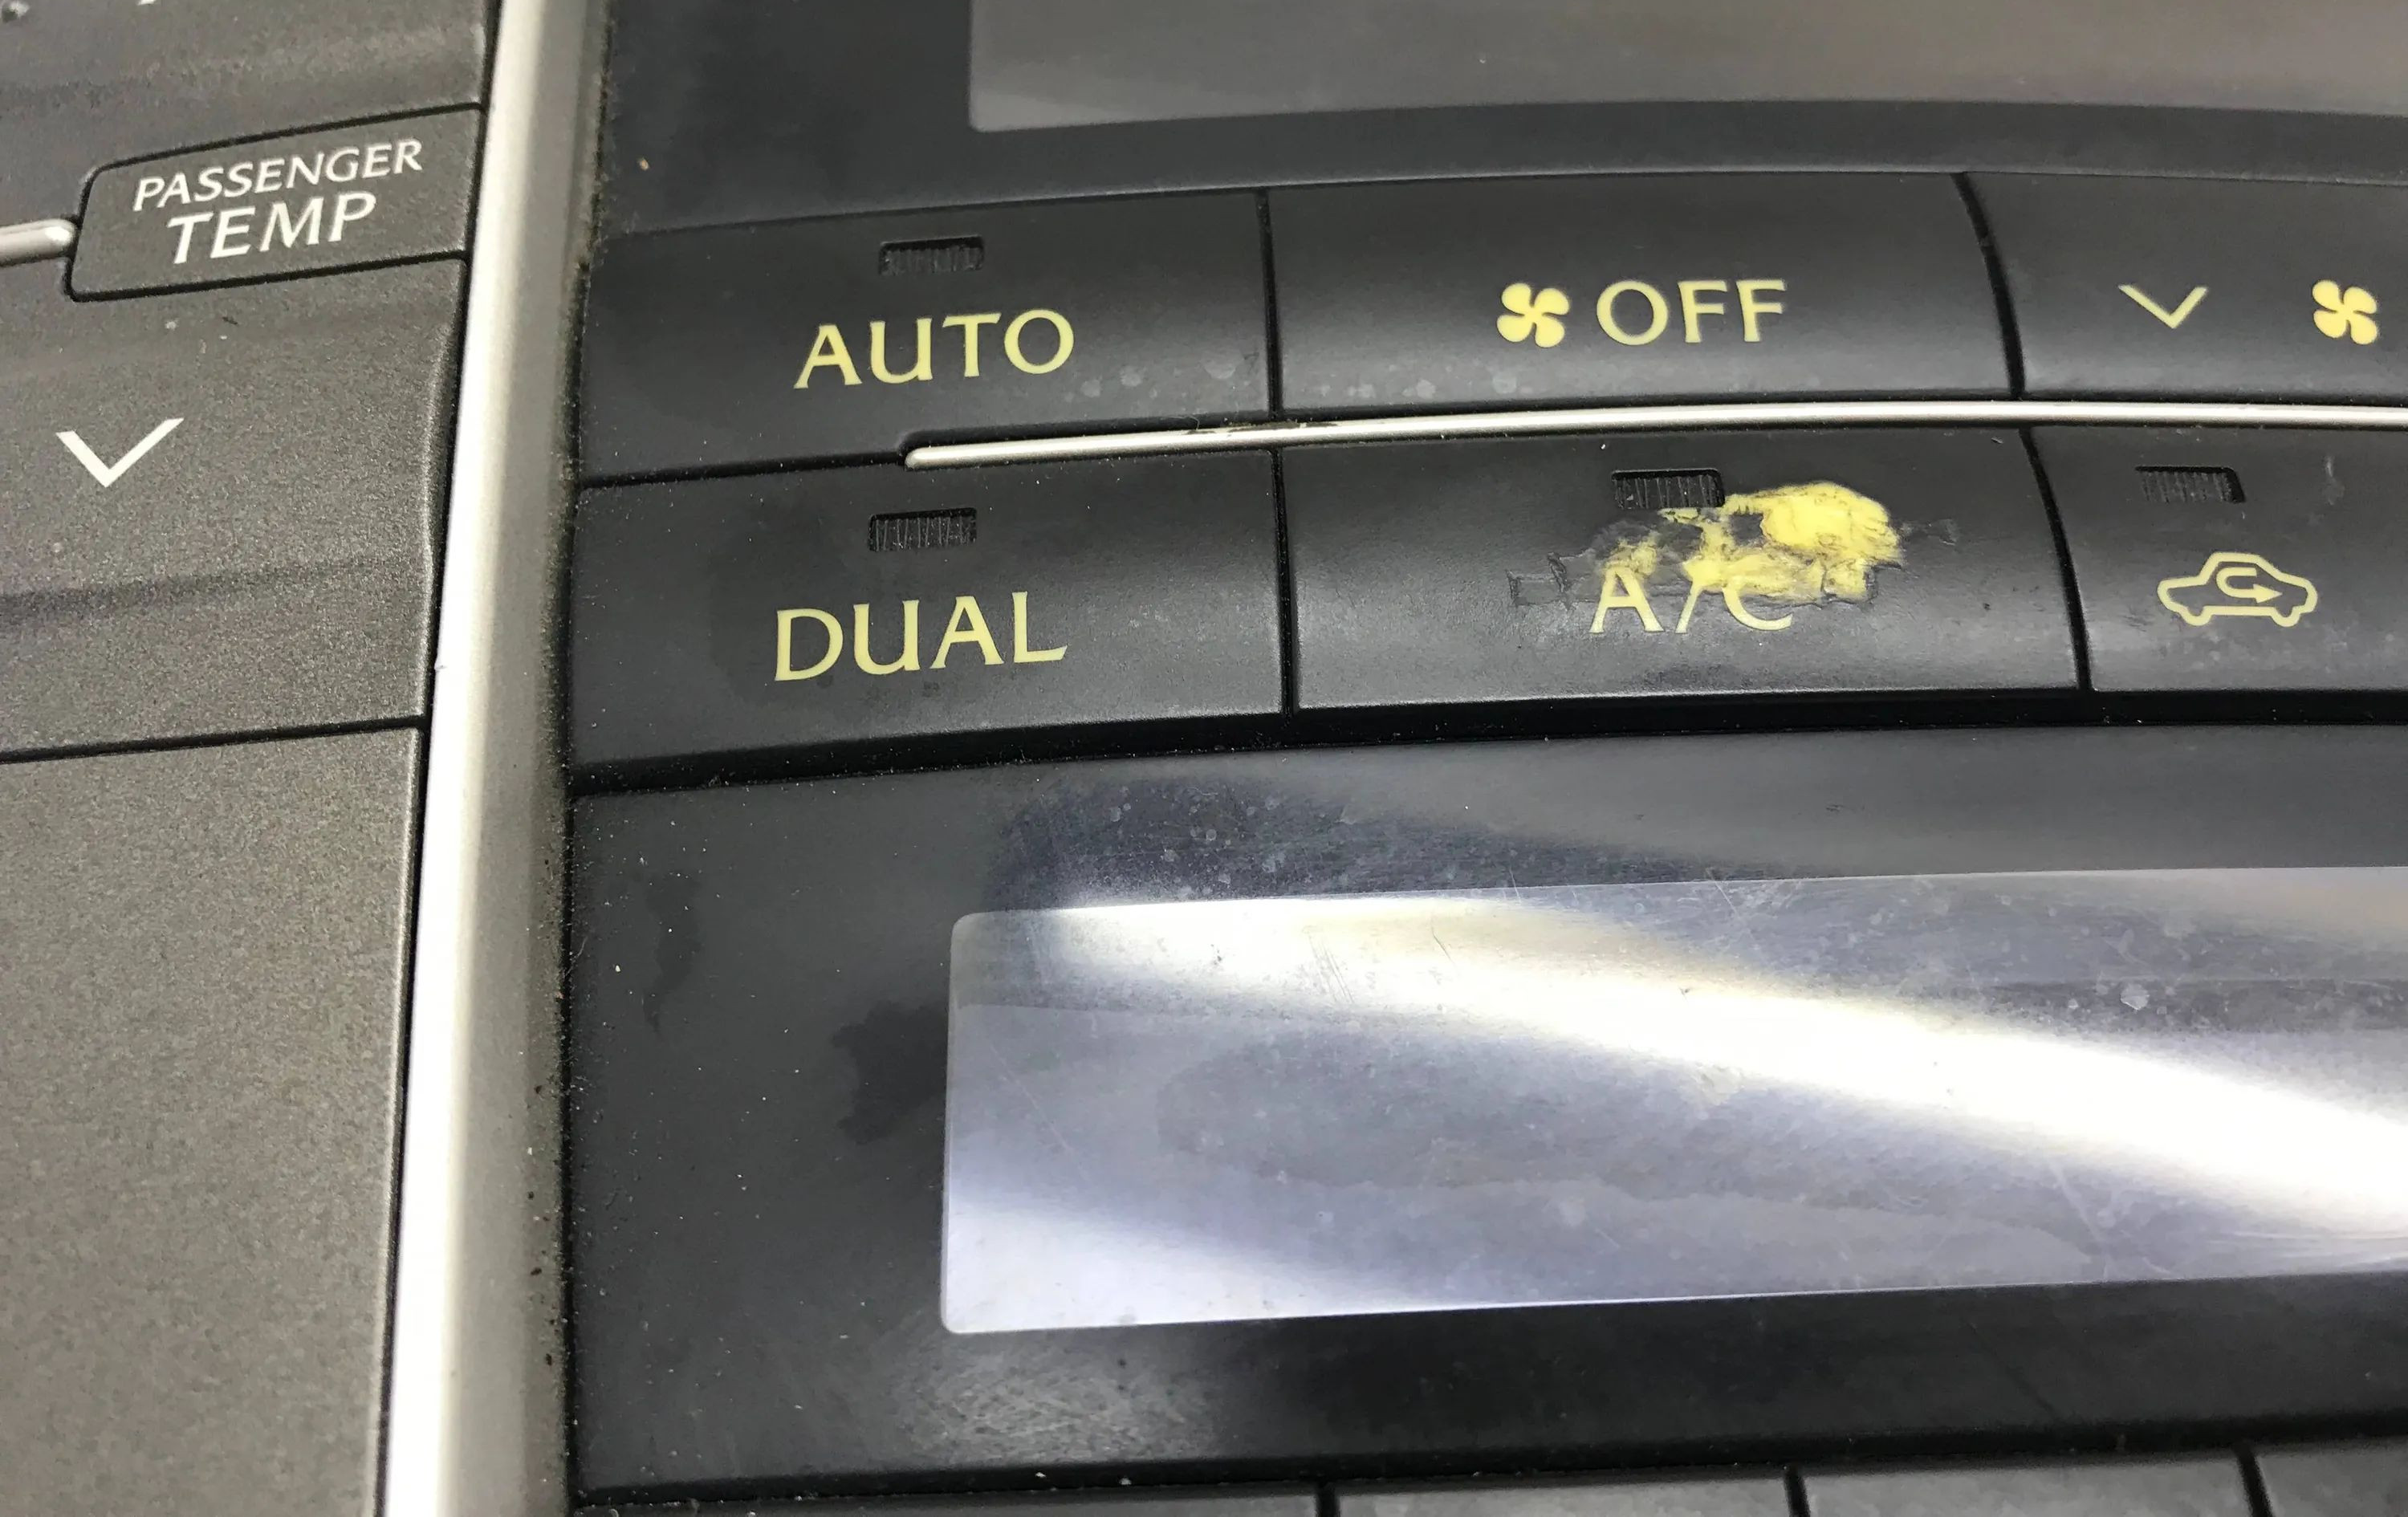 PASSENGER
TEMP
AUTO
OFF
DUAL
A/C